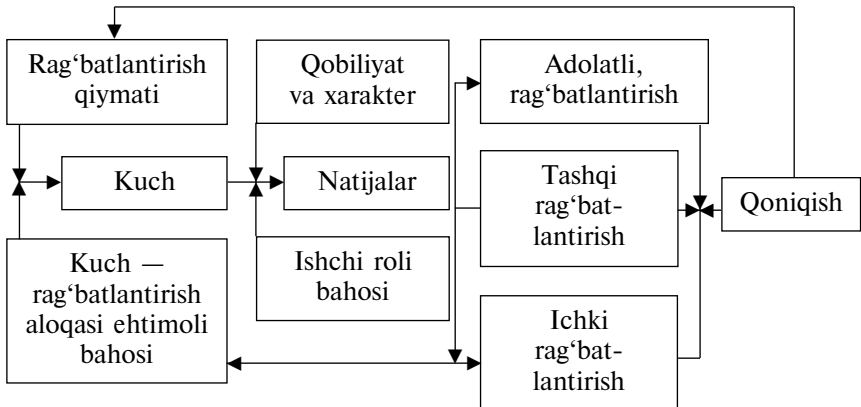 Rag‘batlantirish
qiymati
Qobiliyat
va xarakter
Adolatli,
rag‘batlantirish
Kuch
Natijalar
Tashqi
rag‘bat-
lantirish
Qoniqish
Kuch —
rag‘batlantirish
aloqasi ehtimoli
bahosi
Ishchi roli
bahosi
Ichki
rag‘bat-
lantirish